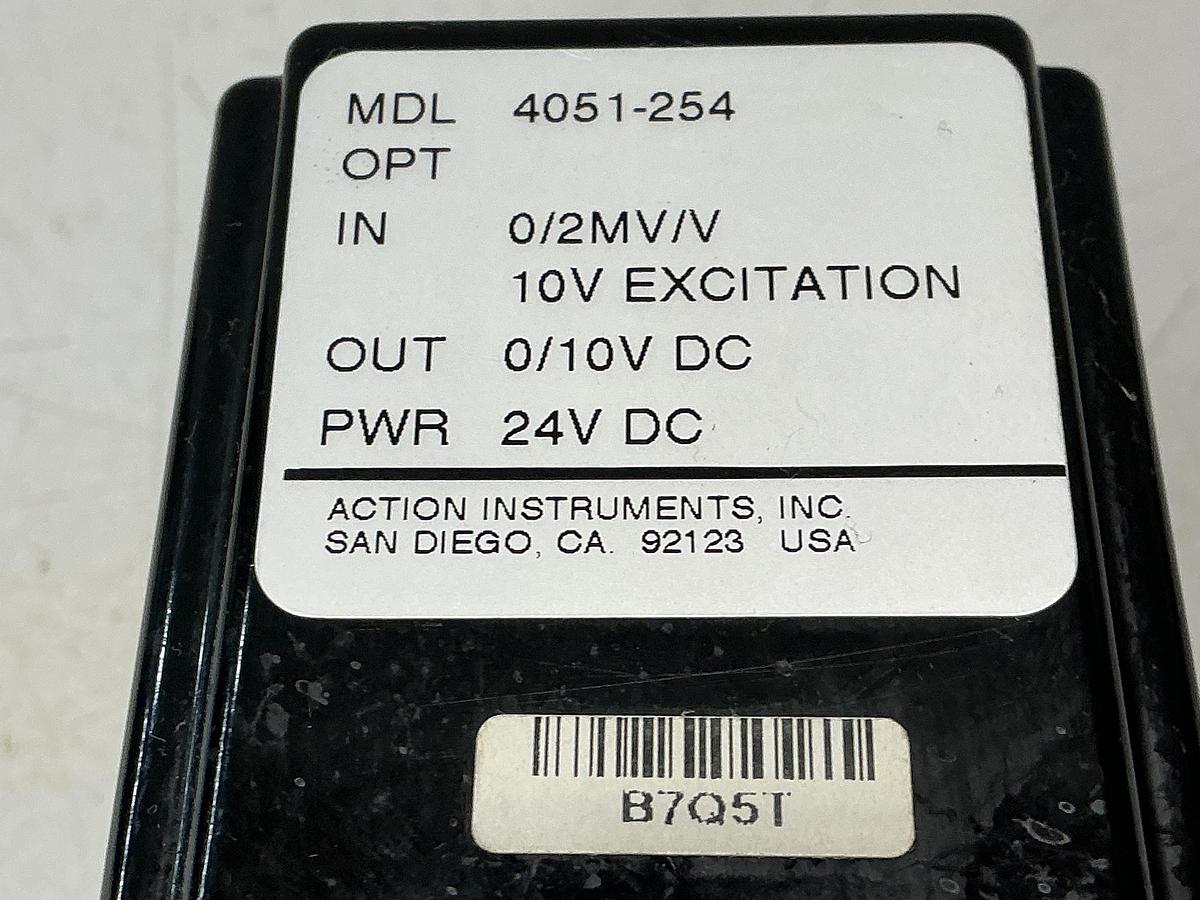 MDL 4051-254
OPT
IN 0/2MV/V
10V EXCITATION
OUT 0/10V DC
PWR 24V DC
ACTION INSTRUMENTS, INC.
SAN DIEGO, CA. 92123 USA
B7Q5T